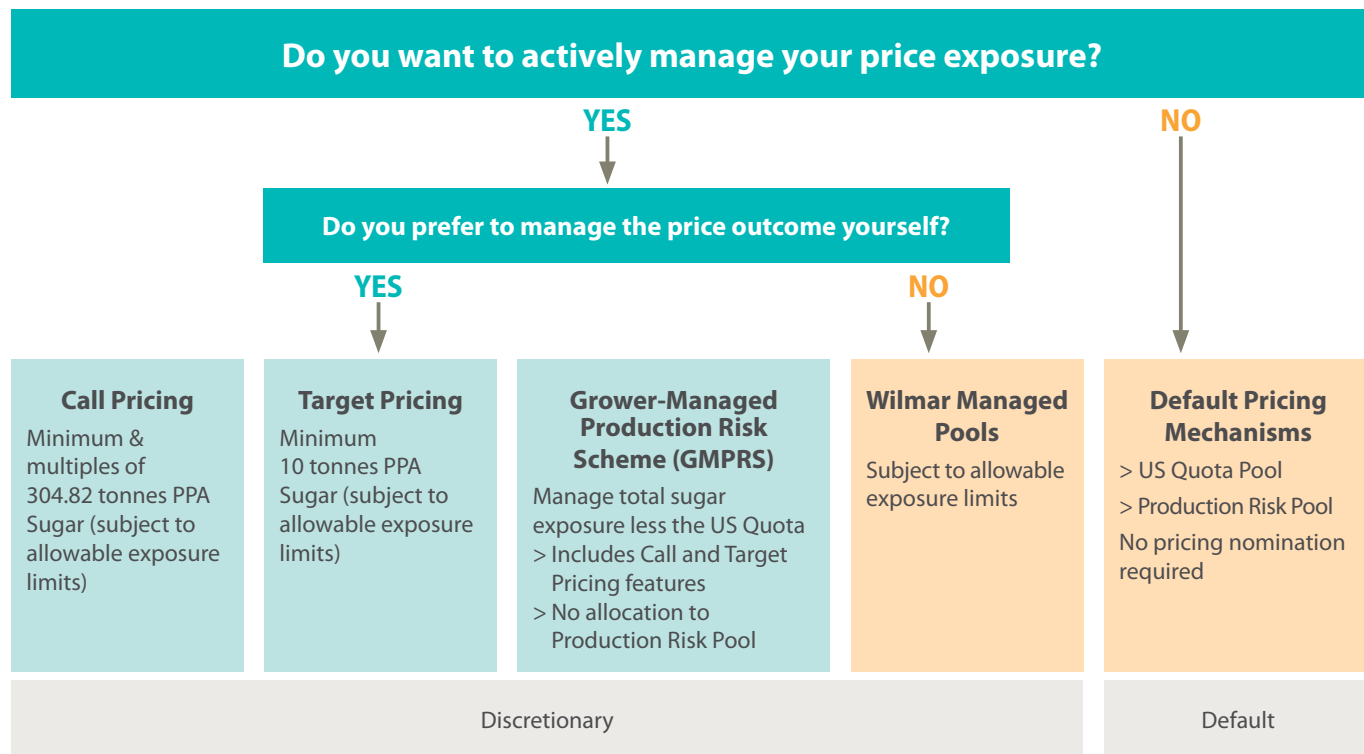 Do you want to actively manage your price exposure?
YES
NO
Do you prefer to manage the price outcome yourself?
YES
NO
Call Pricing
Minimum &
multiples of
304.82 tonnes PPA
Sugar (subject to
allowable exposure
limits)
Target Pricing
Minimum
10 tonnes PPA
Sugar (subject to
allowable exposure
limits)
Grower-Managed
Production Risk
Scheme (GMPRS)
Manage total sugar
exposure less the US Quota
> Includes Call and Target
Pricing features
> No allocation to
Production Risk Pool
Wilmar Managed
Pools
Subject to allowable
exposure limits
Default Pricing
Mechanisms
> US Quota Pool
> Production Risk Pool
No pricing nomination
required
Discretionary
Default